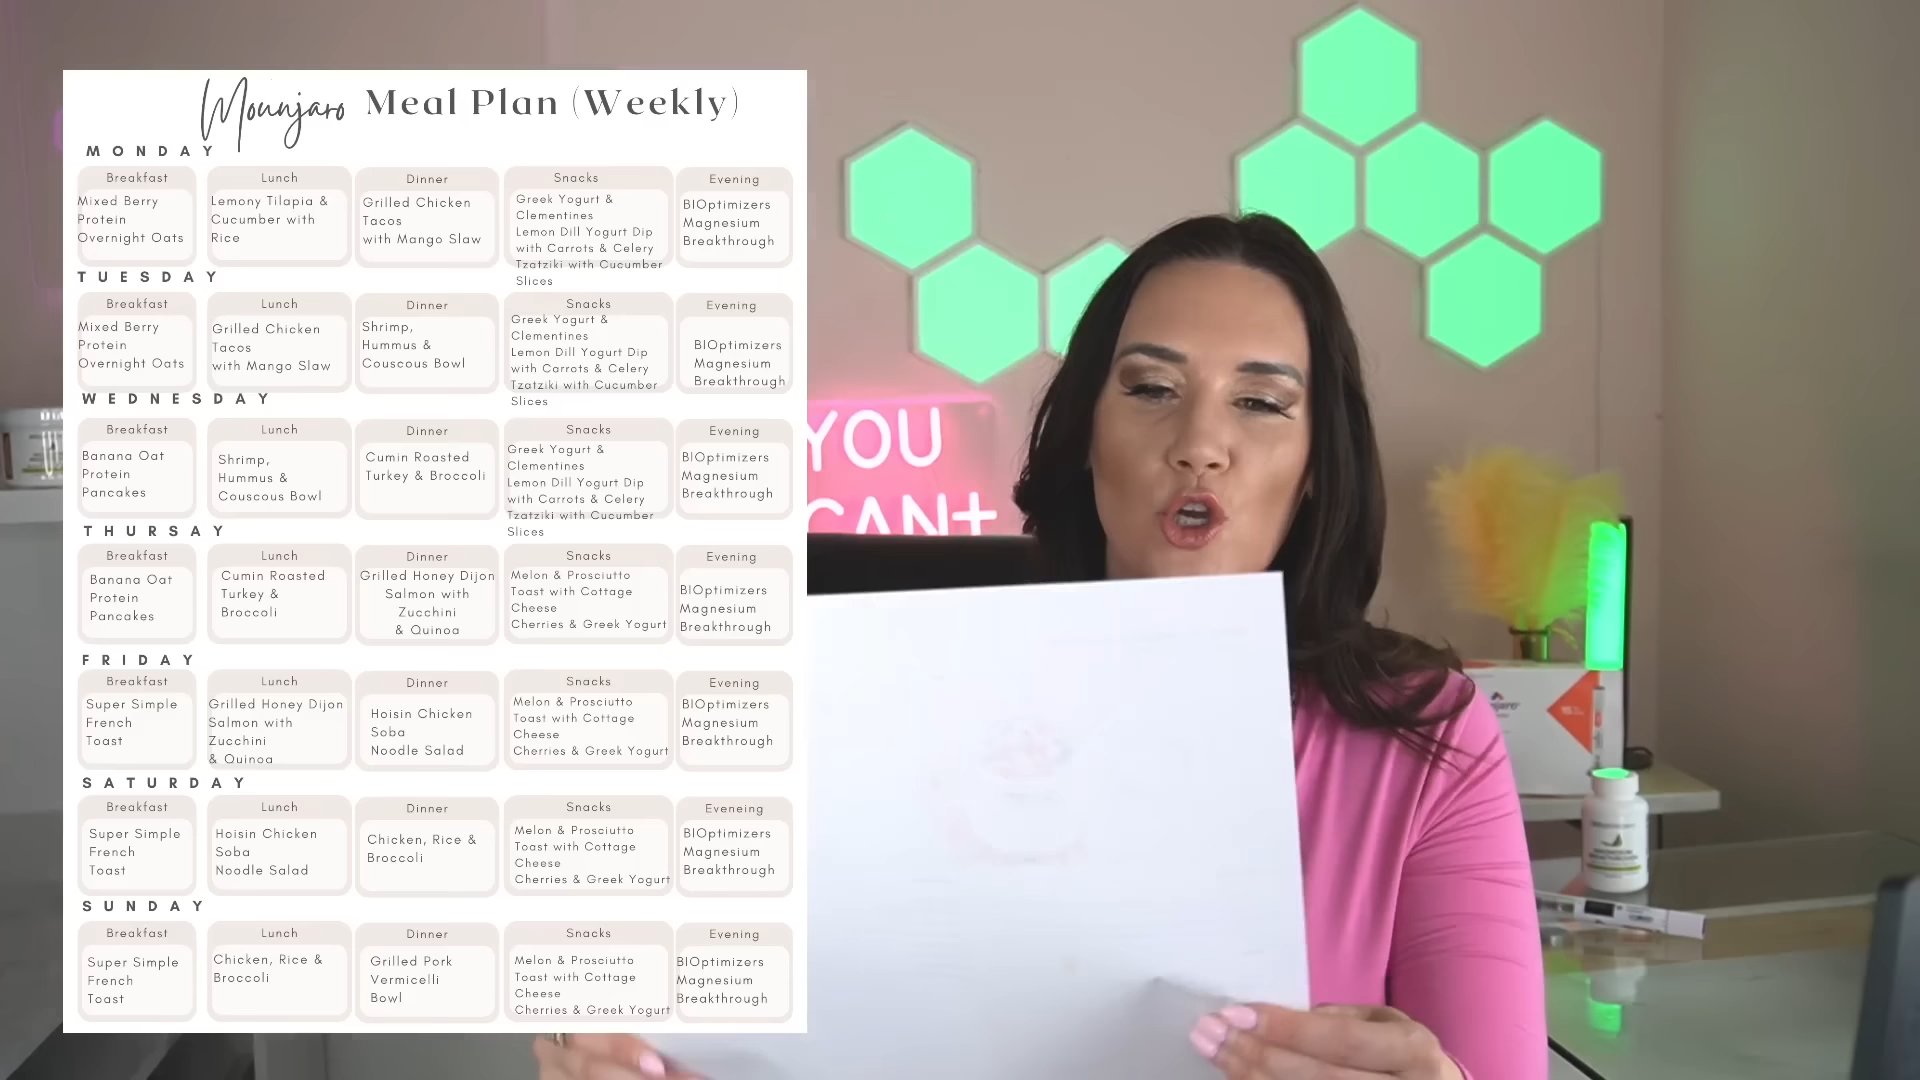 Mounjaro Meal Plan (Weekly)
MONDAY
Breakfast
Mixed Berry
Protein
Overnight Oats
Lunch
Lemony Tilapia &
Cucumber with
Rice
Dinner
Grilled Chicken
Tacos
with Mango Slaw
Snacks
Greek Yogurt &
Clementines
Lemon Dill Yogurt Dip
with Carrots & Celery
Tzatziki with Cucumber
Slices
Evening
BIOptimizers
Magnesium
Breakthrough
TUESDAY
Breakfast
Mixed Berry
Protein
Overnight Oats
Lunch
Grilled Chicken
Tacos
with Mango Slaw
Dinner
Shrimp,
Hummus &
Couscous Bowl
Snacks
Greek Yogurt &
Clementines
Lemon Dill Yogurt Dip
with Carrots & Celery
Tzatziki with Cucumber
Slices
Evening
BIOptimizers
Magnesium
Breakthrough
WEDNESDAY
Breakfast
Banana Oat
Protein
Pancakes
Lunch
Shrimp,
Hummus &
Couscous Bowl
Dinner
Cumin Roasted
Turkey & Broccoli
Snacks
Greek Yogurt &
Clementines
Lemon Dill Yogurt Dip
with Carrots & Celery
Tzatziki with Cucumber
Slices
Evening
BIOptimizers
Magnesium
Breakthrough
THURSAY
Breakfast
Banana Oat
Protein
Pancakes
Lunch
Cumin Roasted
Turkey &
Broccoli
Dinner
Grilled Honey Dijon
Salmon with
Zucchini
& Quinoa
Snacks
Melon & Prosciutto
Toast with Cottage
Cheese
Cherries & Greek Yogurt
Evening
BIOptimizers
Magnesium
Breakthrough
FRIDAY
Breakfast
Super Simple
French
Toast
Lunch
Grilled Honey Dijon
Salmon with
Zucchini
& Quinoa
Dinner
Hoisin Chicken
Soba
Noodle Salad
Snacks
Melon & Prosciutto
Toast with Cottage
Cheese
Cherries & Greek Yogurt
Evening
BIOptimizers
Magnesium
Breakthrough
SATURDAY
Breakfast
Super Simple
French
Toast
Lunch
Hoisin Chicken
Soba
Noodle Salad
Dinner
Chicken, Rice &
Broccoli
Snacks
Melon & Prosciutto
Toast with Cottage
Cheese
Cherries & Greek Yogurt
Eveneing
BIOptimizers
Magnesium
Breakthrough
SUNDAY
Breakfast
Super Simple
French
Toast
Lunch
Chicken, Rice &
Broccoli
Dinner
Grilled Pork
Vermicelli
Bowl
Snacks
Melon & Prosciutto
Toast with Cottage
Cheese
Cherries & Greek Yogurt
Evening
BIOptimizers
Magnesium
Breakthrough
YOU
CAN